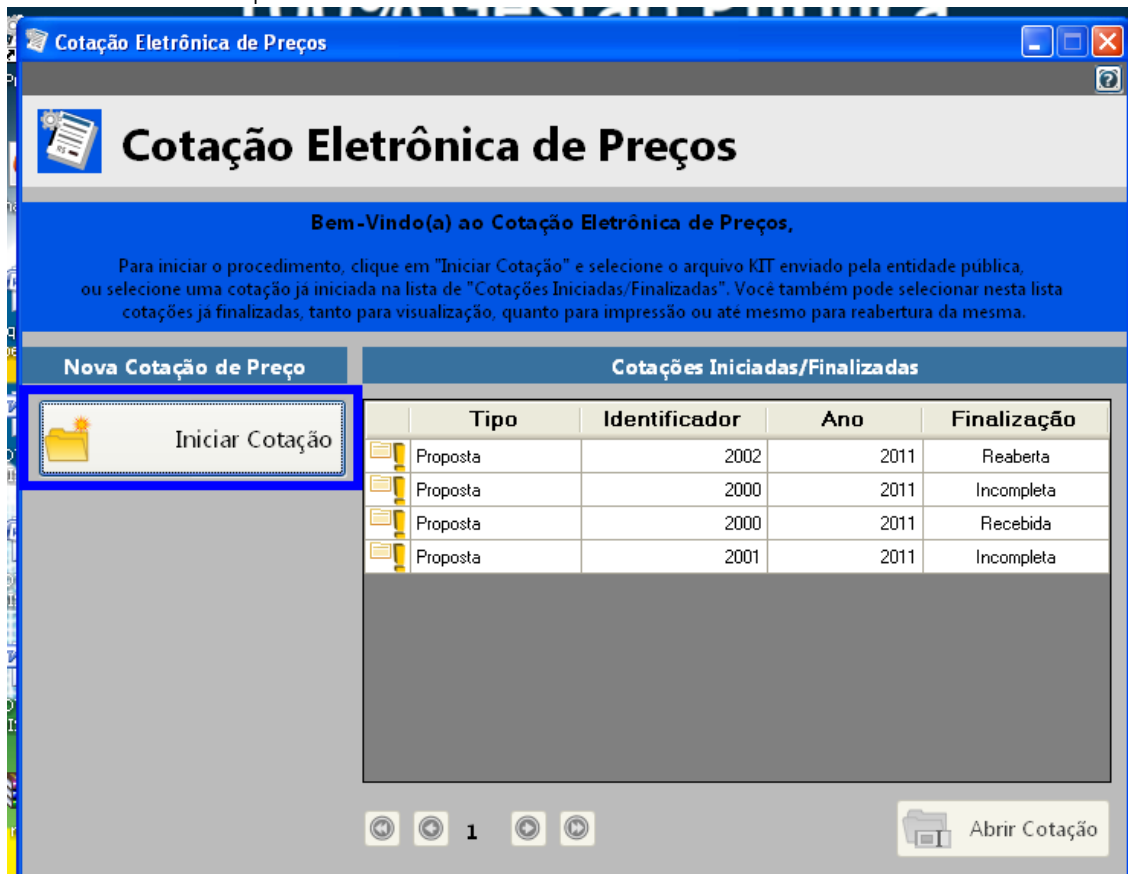 100% Gestão Pública
Cotação Eletrônica de Preços
Cotação Eletrônica de Preços
Bem-Vindo(a) ao Cotação Eletrônica de Preços,
Para iniciar o procedimento, clique em "Iniciar Cotação" e selecione o arquivo KIT enviado pela entidade pública,
ou selecione uma cotação já iniciada na lista de "Cotações Iniciadas/Finalizadas". Você também pode selecionar nesta lista
cotações já finalizadas, tanto para visualização, quanto para impressão ou até mesmo para reabertura da mesma.
Nova Cotação de Preço
Iniciar Cotação
Cotações Iniciadas/Finalizadas
Tipo Identificador Ano Finalização
Proposta 2002 2011 Reaberta
Proposta 2000 2011 Incompleta
Proposta 2000 2011 Recebida
Proposta 2001 2011 Incompleta
1
Abrir Cotação